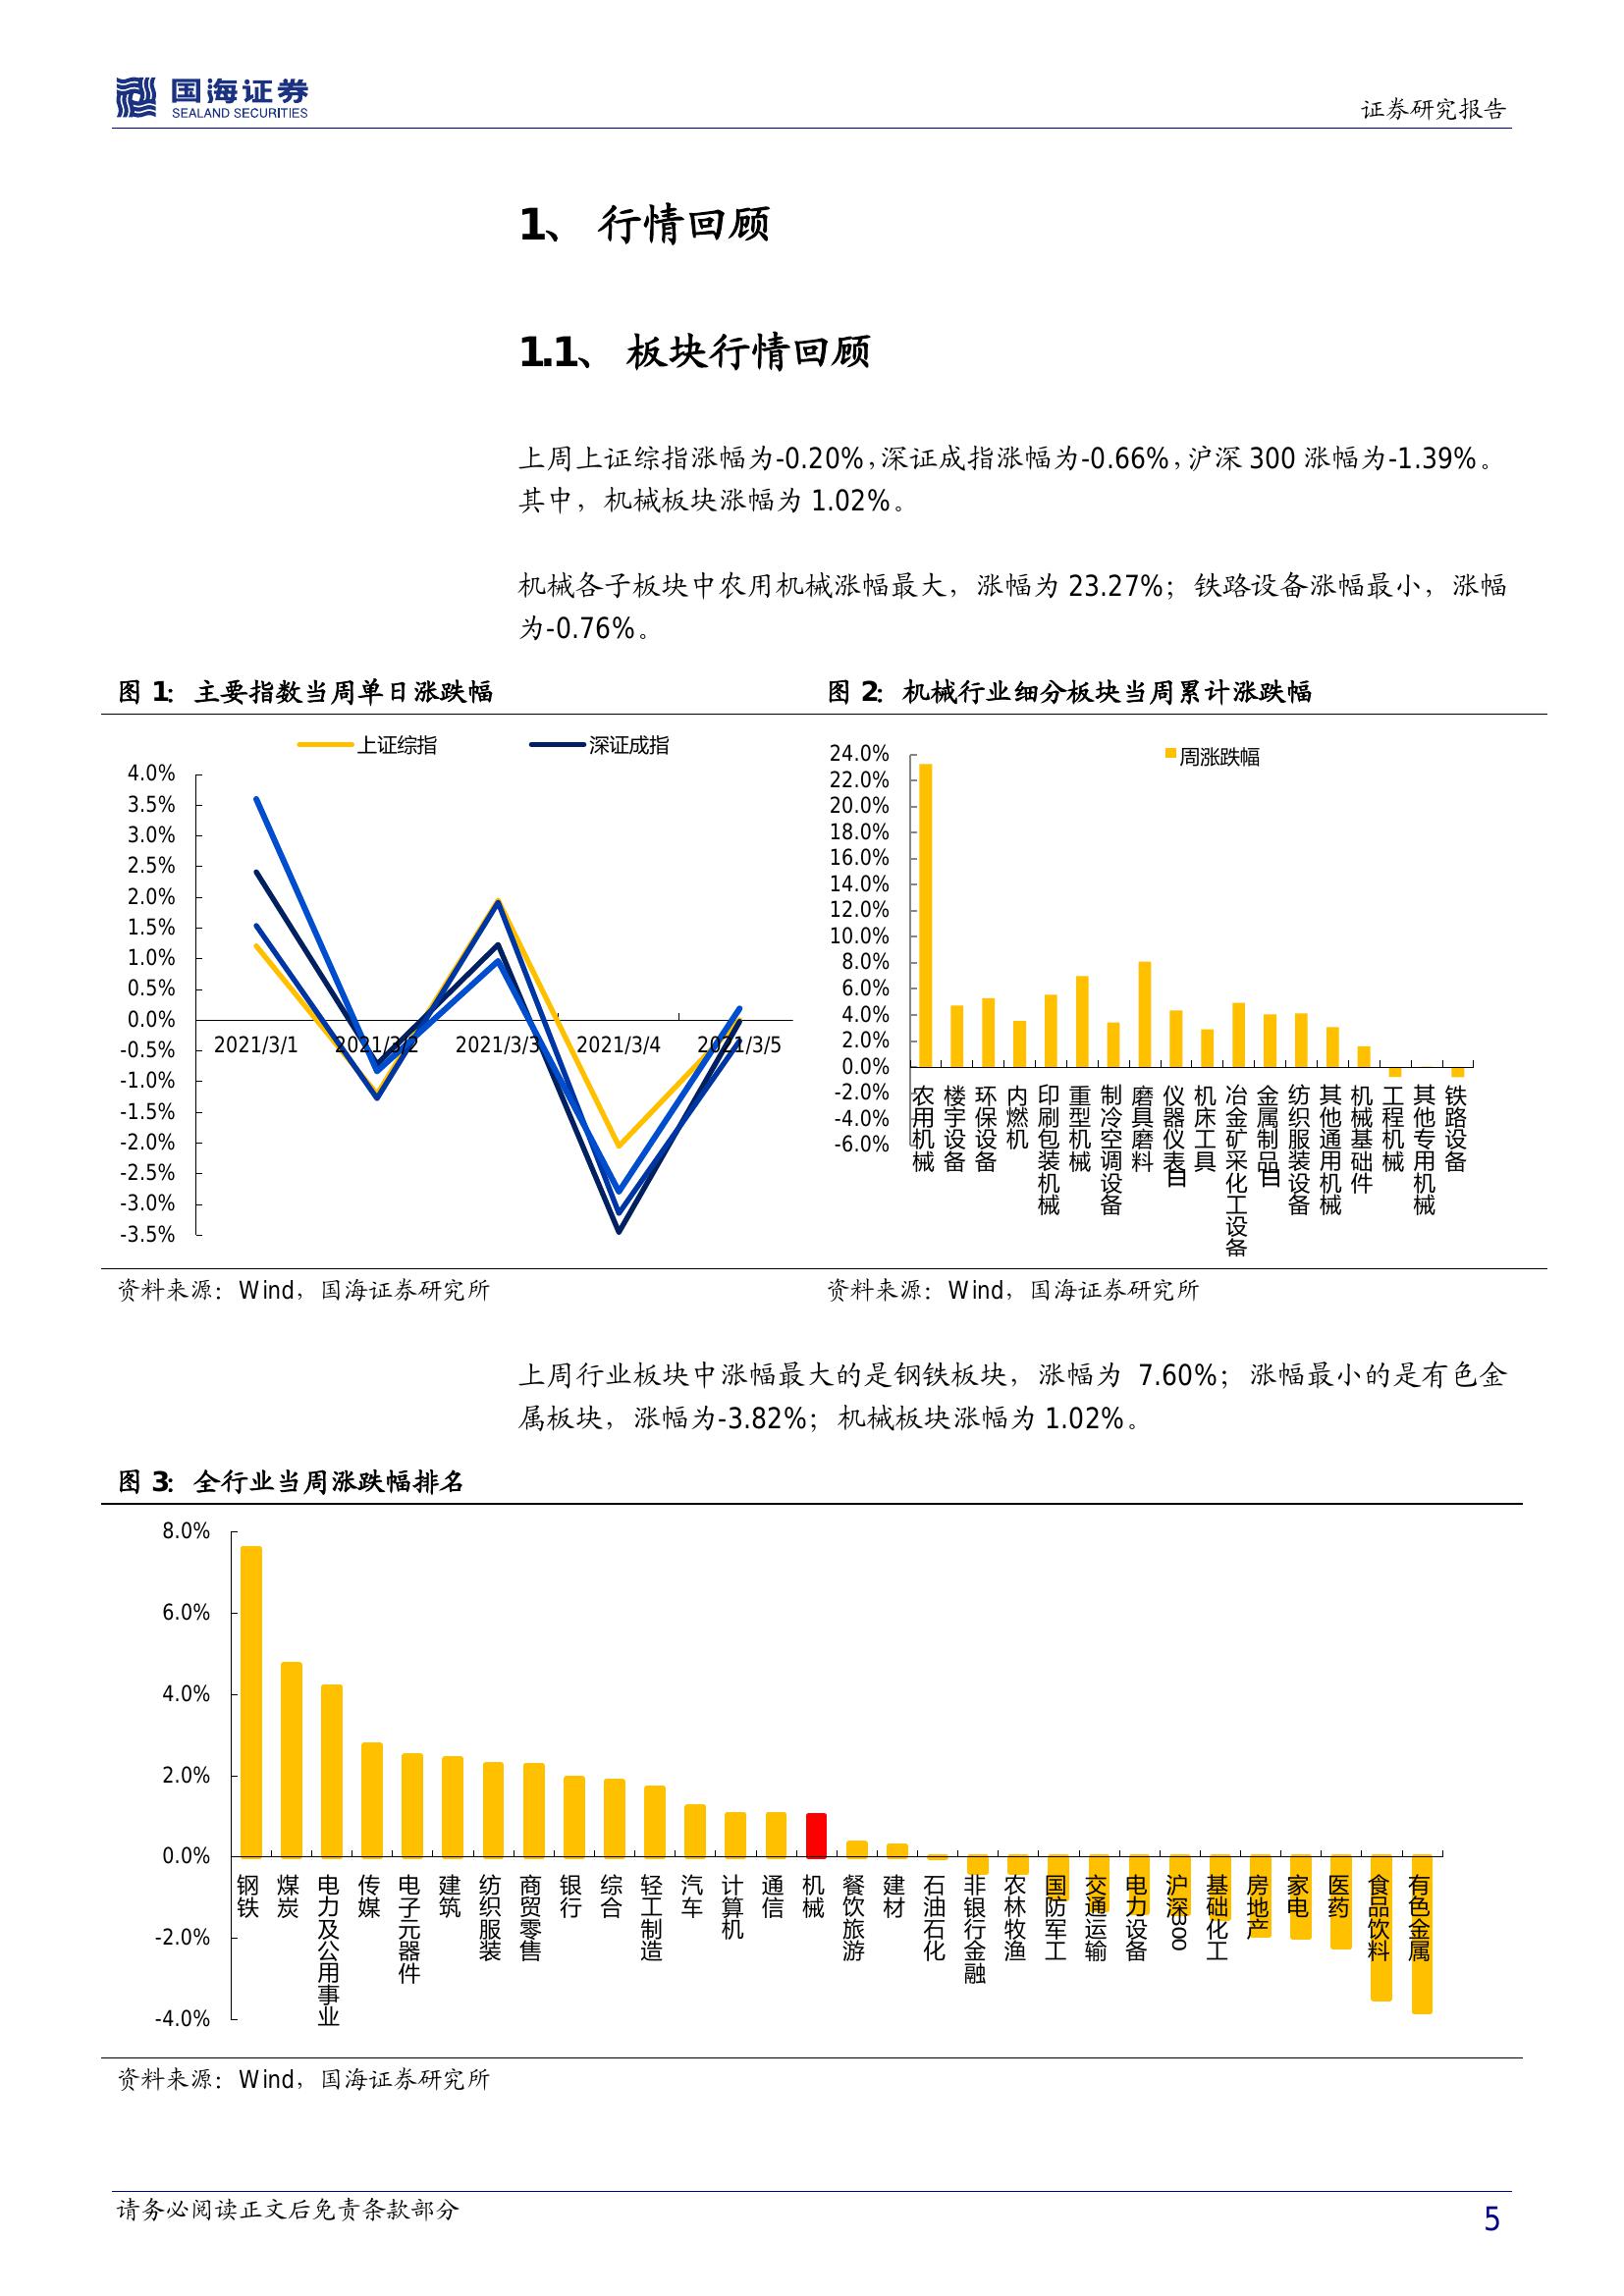 国海证券
SEALAND SECURITIES
证券研究报告
1、 行情回顾
1.1、 板块行情回顾
上周上证综指涨幅为-0.20%，深证成指涨幅为-0.66%，沪深 300 涨幅为-1.39%。
其中，机械板块涨幅为 1.02%。
机械各子板块中农用机械涨幅最大，涨幅为 23.27%；铁路设备涨幅最小，涨幅
为-0.76%。
图 1：主要指数当周单日涨跌幅
上证综指 深证成指
4.0%
3.5%
3.0%
2.5%
2.0%
1.5%
1.0%
0.5%
0.0%
-0.5%
-1.0%
-1.5%
-2.0%
-2.5%
-3.0%
-3.5%
2021/3/1 2021/3/2 2021/3/3 2021/3/4 2021/3/5
资料来源：Wind，国海证券研究所
图 2：机械行业细分板块当周累计涨跌幅
周涨跌幅
24.0%
22.0%
20.0%
18.0%
16.0%
14.0%
12.0%
10.0%
8.0%
6.0%
4.0%
2.0%
0.0%
-2.0%
-4.0%
-6.0%
农用机械
楼宇设备
环保设备
内燃机
印刷包装机械
重型机械
制冷空调设备
磨具磨料
仪器仪表
机床工具
冶金矿采化工设备
金属制品
纺织服装设备
其他通用机械
机械基础件
工程机械
其他专用机械
铁路设备
资料来源：Wind，国海证券研究所
上周行业板块中涨幅最大的是钢铁板块，涨幅为 7.60%；涨幅最小的是有色金
属板块，涨幅为-3.82%；机械板块涨幅为 1.02%。
图 3：全行业当周涨跌幅排名
8.0%
6.0%
4.0%
2.0%
0.0%
-2.0%
-4.0%
钢铁
煤炭
电力及公用事业
传媒
电子元器件
建筑
纺织服装
商贸零售
银行
综合
轻工制造
汽车
计算机
通信
机械
餐饮旅游
建材
石油石化
非银行金融
农林牧渔
国防军工
交通运输
电力设备
沪深300
基础化工
房地产
家电
医药
食品饮料
有色金属
资料来源：Wind，国海证券研究所
请务必阅读正文后免责条款部分
5